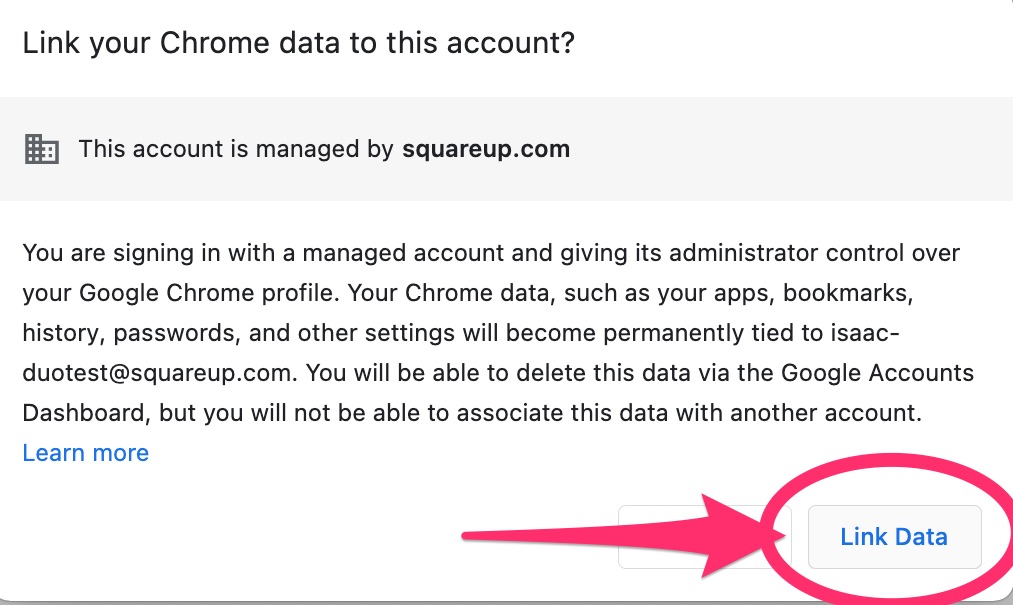 Link your Chrome data to this account?
This account is managed by squareup.com
You are signing in with a managed account and giving its administrator control over
your Google Chrome profile. Your Chrome data, such as your apps, bookmarks,
history, passwords, and other settings will become permanently tied to isaac-
duotest@squareup.com. You will be able to delete this data via the Google Accounts
Dashboard, but you will not be able to associate this data with another account.
Learn more
Link Data